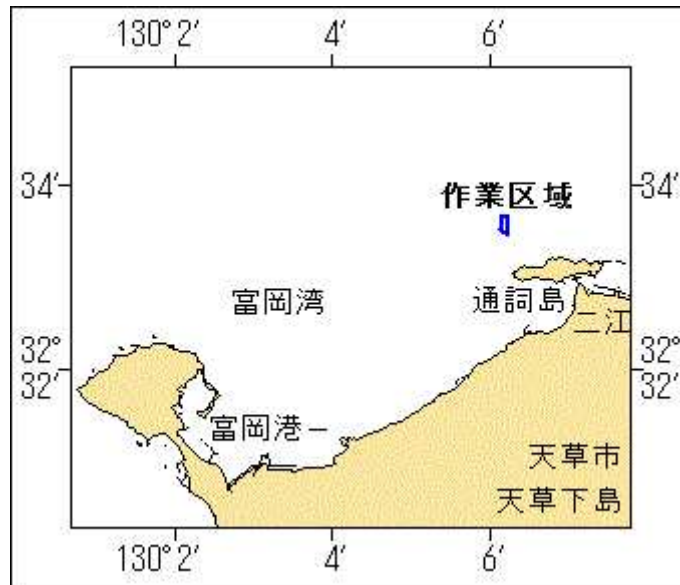 130°2′ 4′ 6′
34′ 34′
作業区域
富岡湾
通詞島
二江
32° 32°
32′ 32′
富岡港
天草市
天草下島
130°2′ 4′ 6′